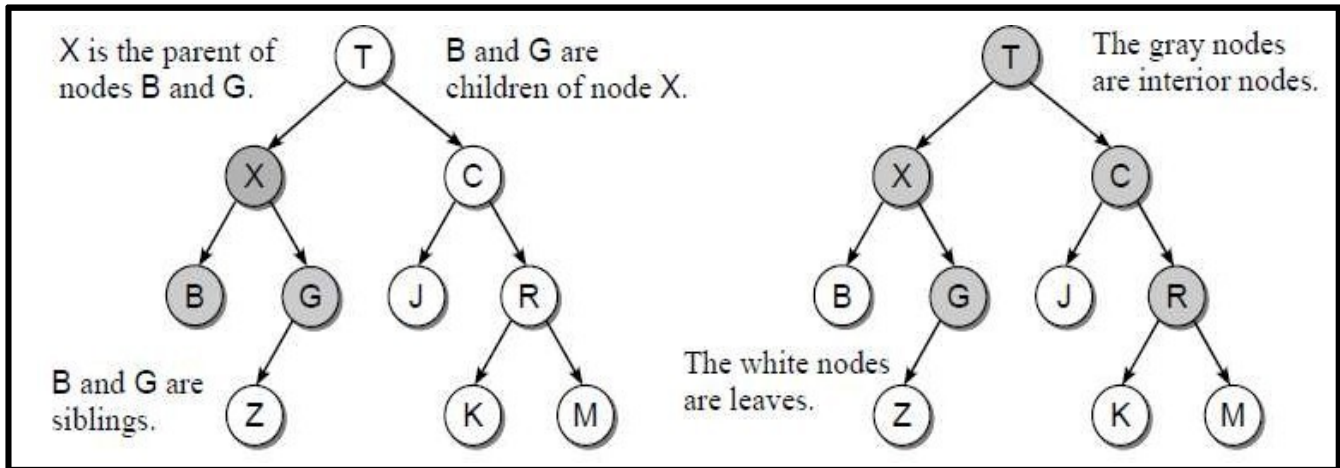 X is the parent of
nodes B and G.
T
B and G are
children of node X.
X
C
B
G
J
R
B and G are
siblings.
Z
K
M
T
The gray nodes
are interior nodes.
X
C
B
G
J
R
The white nodes
are leaves.
Z
K
M